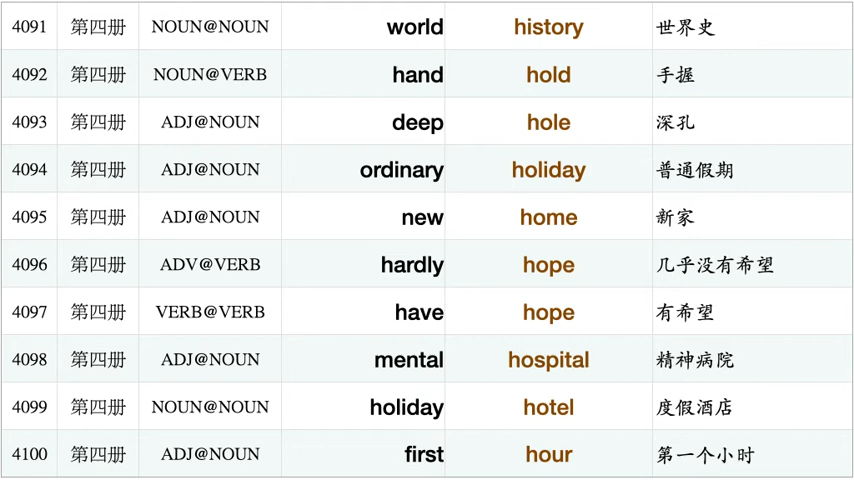 4091 第四册 NOUN@NOUN world history 世界史
4092 第四册 NOUN@VERB hand hold 手握
4093 第四册 ADJ@NOUN deep hole 深孔
4094 第四册 ADJ@NOUN ordinary holiday 普通假期
4095 第四册 ADJ@NOUN new home 新家
4096 第四册 ADV@VERB hardly hope 几乎没有希望
4097 第四册 VERB@VERB have hope 有希望
4098 第四册 ADJ@NOUN mental hospital 精神病院
4099 第四册 NOUN@NOUN holiday hotel 度假酒店
4100 第四册 ADJ@NOUN first hour 第一个小时